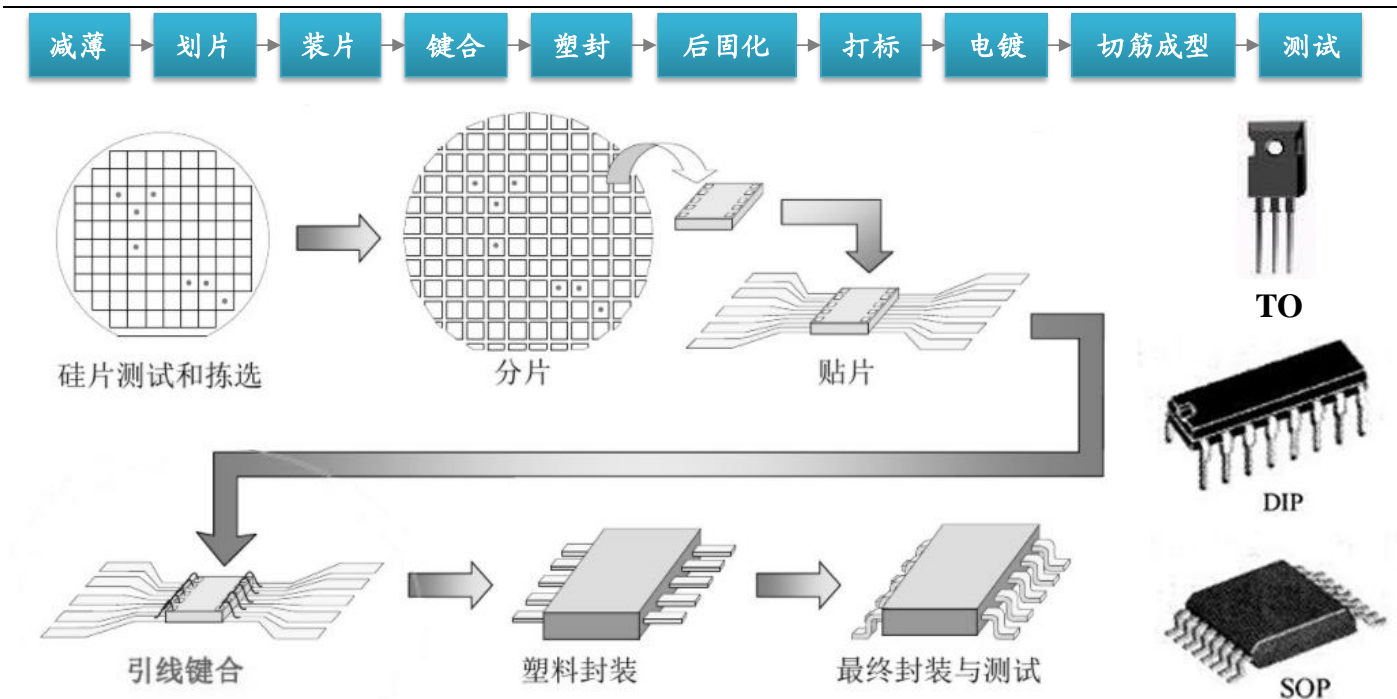 减薄
划片
装片
键合
塑封
后固化
打标
电镀
切筋成型
测试
硅片测试和拣选
分片
贴片
TO
DIP
引线键合
塑料封装
最终封装与测试
SOP